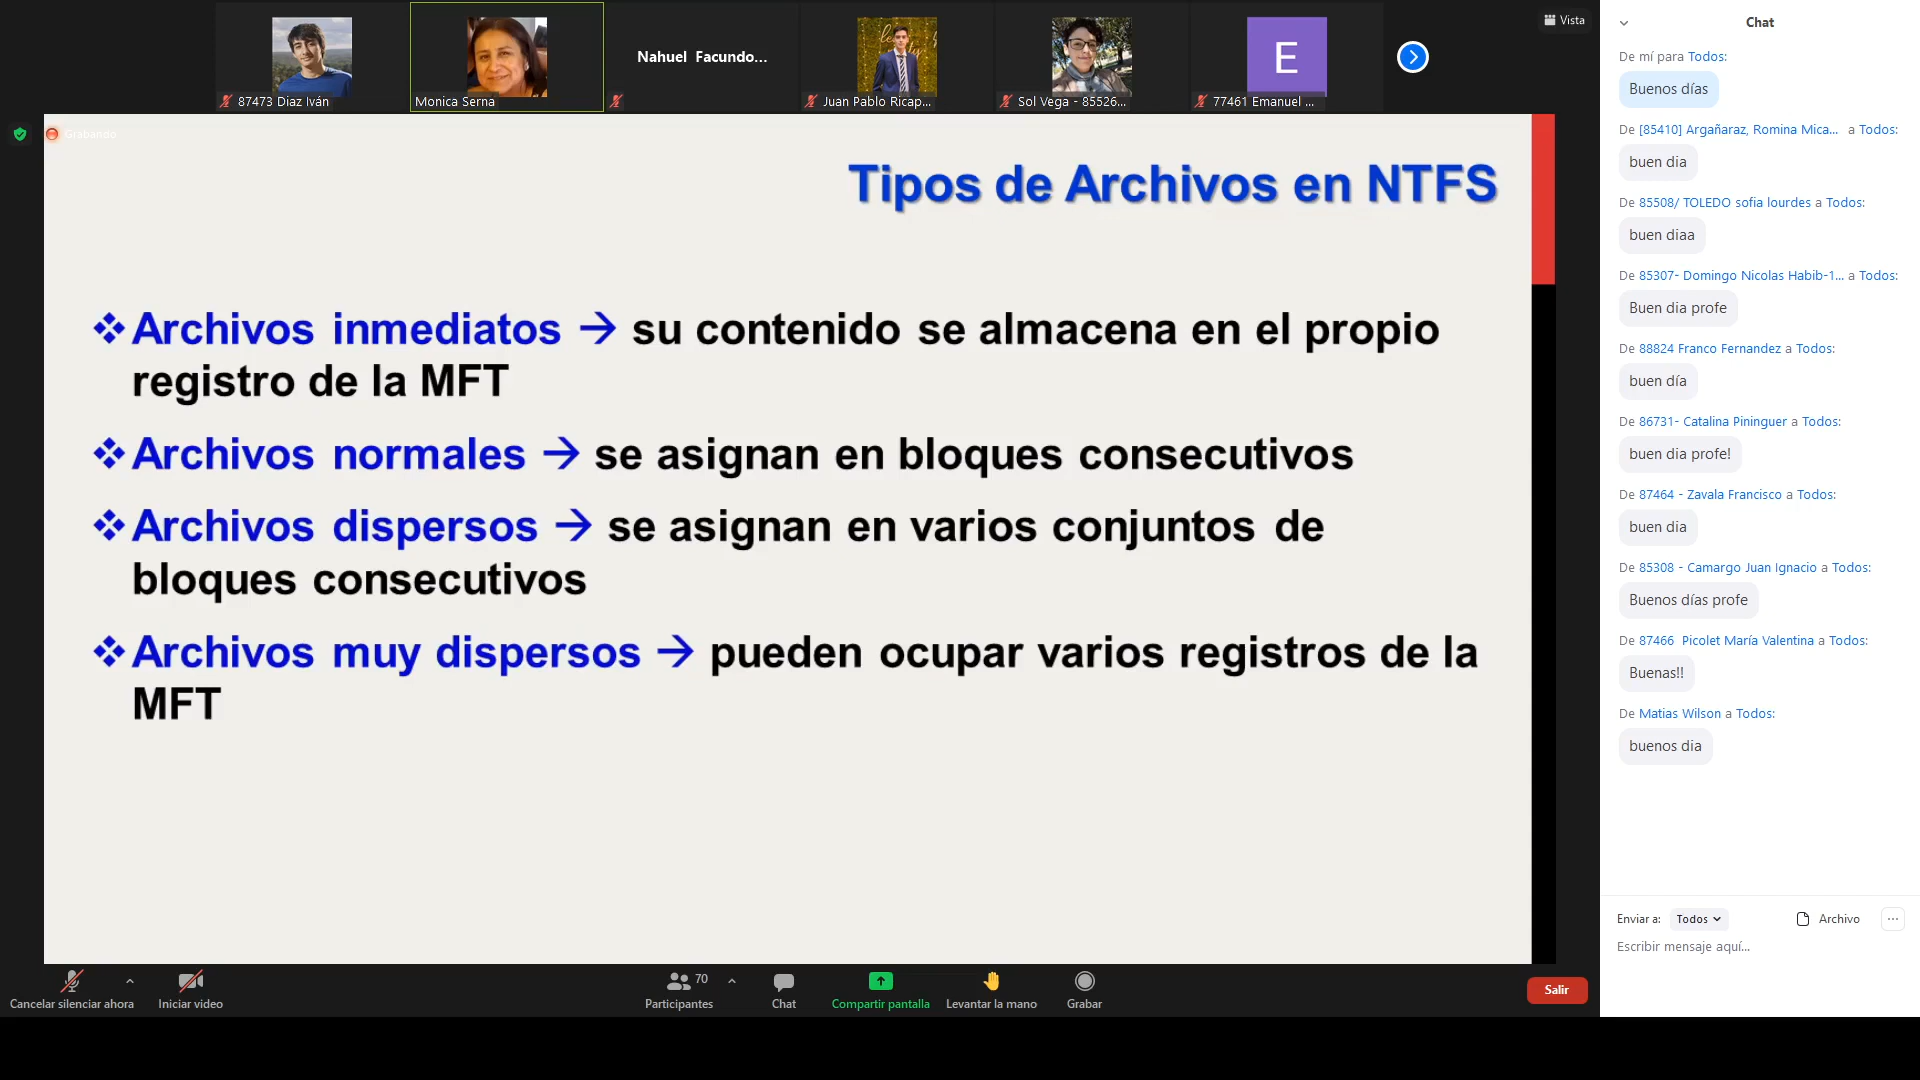 Vista
87473 Diaz Iván
Monica Serna
Nahuel Facundo...
Juan Pablo Ricap...
Sol Vega - 85526...
E
77461 Emanuel ...
Grabando
Tipos de Archivos en NTFS
Archivos inmediatos → su contenido se almacena en el propio
registro de la MFT
Archivos normales → se asignan en bloques consecutivos
Archivos dispersos → se asignan en varios conjuntos de
bloques consecutivos
Archivos muy dispersos → pueden ocupar varios registros de la
MFT
Cancelar silenciar ahora
Iniciar video
70
Participantes
Chat
Compartir pantalla
Levantar la mano
Grabar
Salir
Chat
De mí para Todos:
Buenos días
De [85410] Argañaraz, Romina Mica... a Todos:
buen dia
De 85508/ TOLEDO sofia lourdes a Todos:
buen diaa
De 85307- Domingo Nicolas Habib-1... a Todos:
Buen dia profe
De 88824 Franco Fernandez a Todos:
buen día
De 86731- Catalina Pininguer a Todos:
buen dia profe!
De 87464 - Zavala Francisco a Todos:
buen dia
De 85308 - Camargo Juan Ignacio a Todos:
Buenos días profe
De 87466 Picolet María Valentina a Todos:
Buenas!!
De Matias Wilson a Todos:
buenos dia
Enviar a: Todos
Archivo
...
Escribir mensaje aquí...